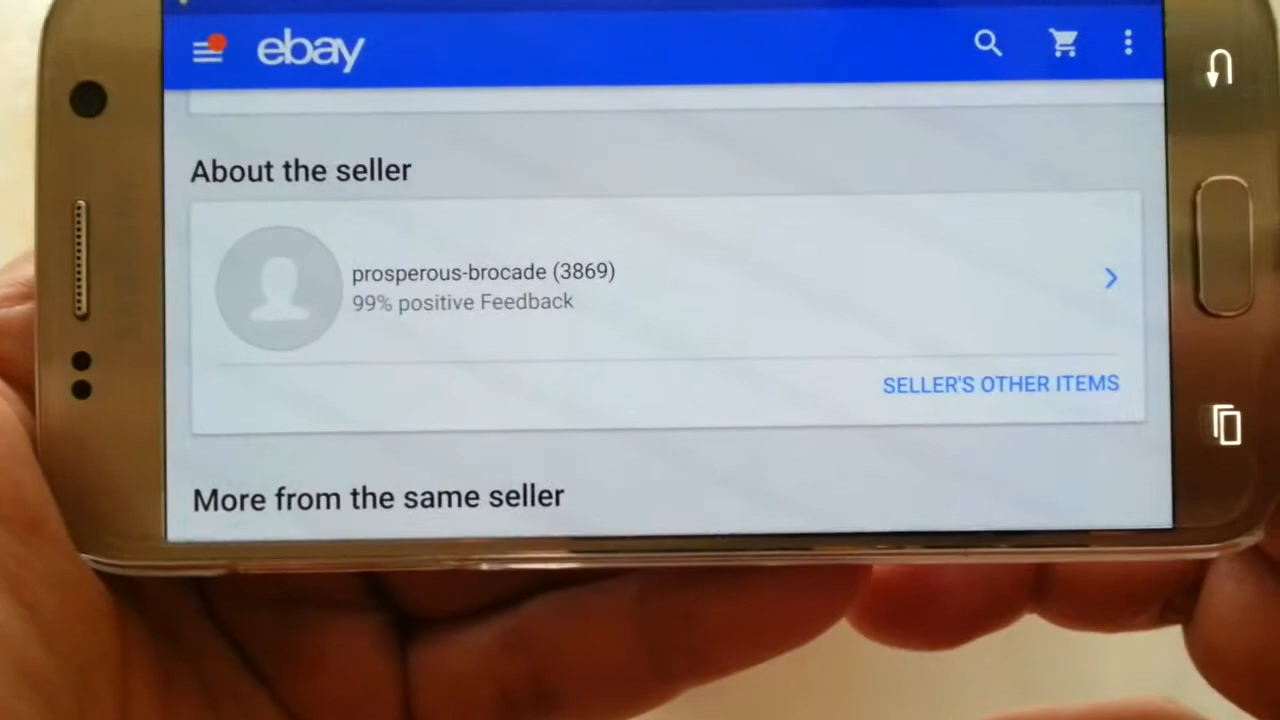 ebay
About the seller
prosperous-brocade (3869)
99% positive Feedback
SELLER'S OTHER ITEMS
More from the same seller